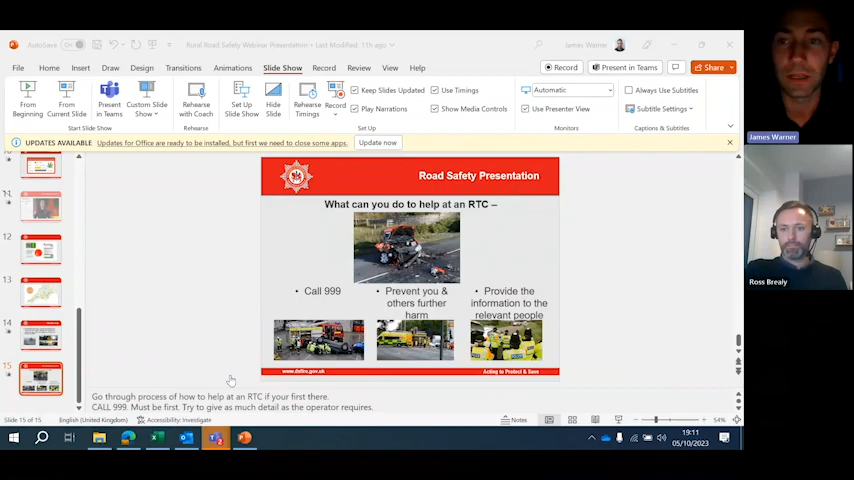 AutoSave On
Rural Road Safety Webinar Presentation • Last Modified: 11h ago
James Warner
File Home Insert Draw Design Transitions Animations Slide Show Record Review View Help
Record
Present in Teams
Share
From Beginning
From Current Slide
Present in Teams
Custom Slide Show
Start Slide Show
Rehearse with Coach
Rehearse
Set Up Slide Show
Hide Slide
Rehearse Timings
Record
Keep Slides Updated
Use Timings
Play Narrations
Show Media Controls
Set Up
Automatic
Use Presenter View
Monitors
Always Use Subtitles
Subtitle Settings
Captions & Subtitles
UPDATES AVAILABLE Updates for Office are ready to be installed, but first we need to close some apps. Update now
12
13
14
15
Road Safety Presentation
What can you do to help at an RTC –
• Call 999
• Prevent you &
others further
harm
• Provide the
information to the
relevant people
www.dsfire.gov.uk
Acting to Protect & Save
Go through process of how to help at an RTC if your first there.
CALL 999. Must be first. Try to give as much detail as the operator requires.
Slide 15 of 15 English (United Kingdom) Accessibility: Investigate Notes 54%
19:11
05/10/2023
James Warner
Ross Brealy